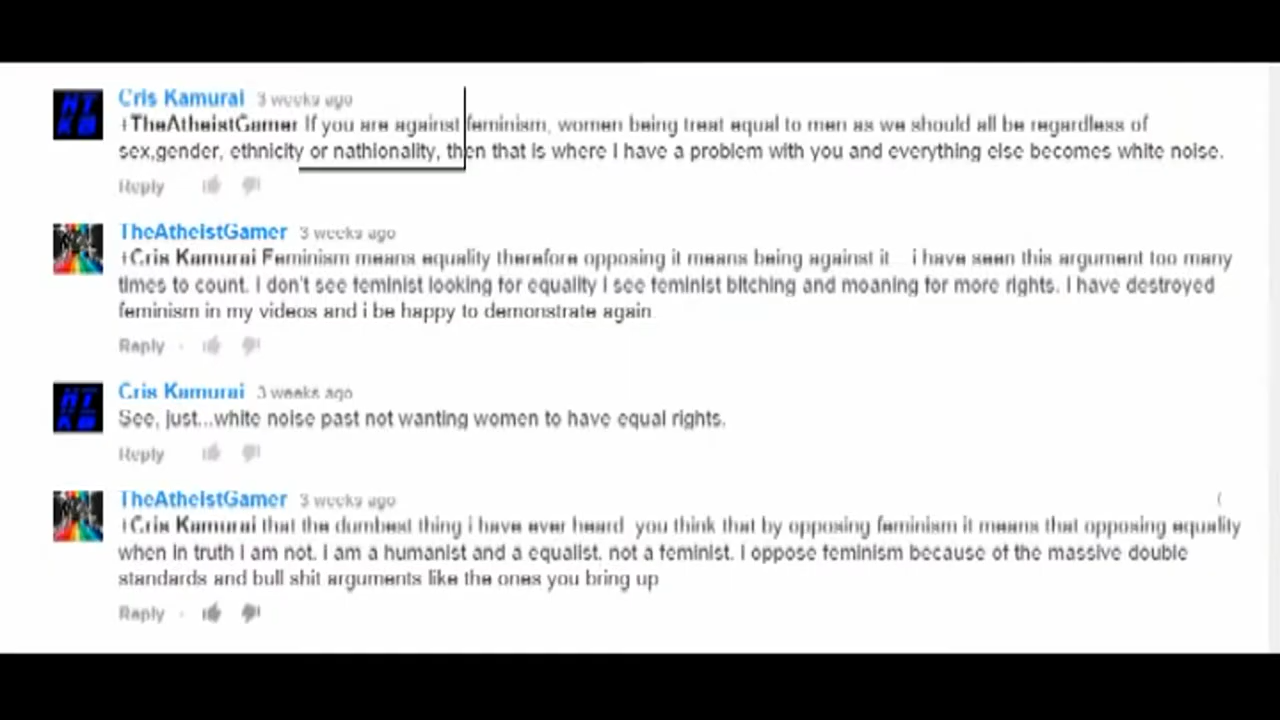 Cris Kamurai 3 weeks ago
+TheAtheistGamer If you are against feminism, women being treat equal to men as we should all be regardless of
sex,gender, ethnicity or nathionality, then that is where I have a problem with you and everything else becomes white noise.
Reply
TheAtheistGamer 3 weeks ago
+Cris Kamurai Feminism means equality therefore opposing it means being against it... i have seen this argument too many
times to count. I don't see feminist looking for equality I see feminist bitching and moaning for more rights. I have destroyed
feminism in my videos and i be happy to demonstrate again
Reply ·
Cris Kamurai 3 weeks ago
See, just...white noise past not wanting women to have equal rights.
Reply
TheAtheistGamer 3 weeks ago
+Cris Kamurai that the dumbest thing i have ever heard you think that by opposing feminism it means that opposing equality
when in truth I am not. I am a humanist and a equalist. not a feminist. I oppose feminism because of the massive double
standards and bull shit arguments like the ones you bring up
Reply ·